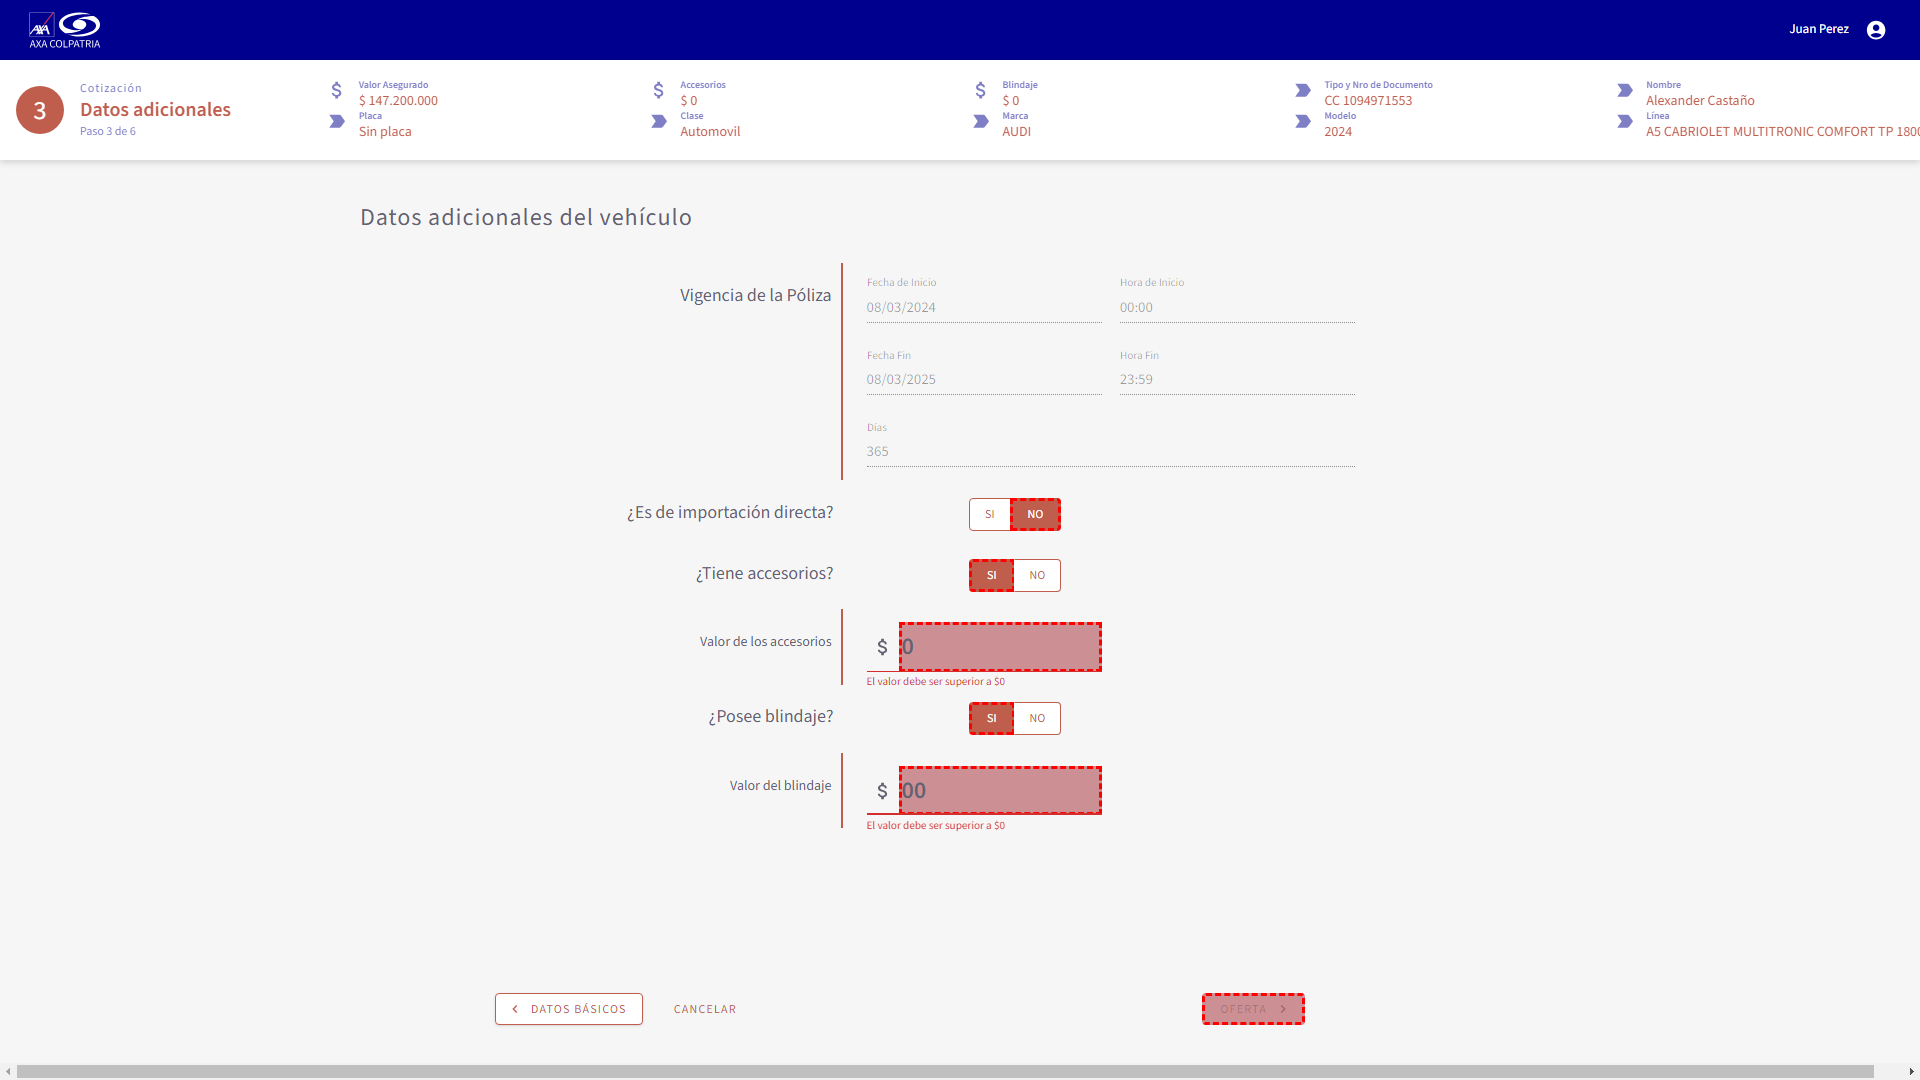 AXA
AXA COLPATRIA
Juan Perez
3
Cotización
Datos adicionales
Paso 3 de 6
Valor Asegurado
$ 147.200.000
Placa
Sin placa
Accesorios
$ 0
Clase
Automovil
Blindaje
$ 0
Marca
AUDI
Tipo y Nro de Documento
CC 1094971553
Modelo
2024
Nombre
Alexander Castaño
Línea
A5 CABRIOLET MULTITRONIC COMFORT TP 1800
Datos adicionales del vehículo
Vigencia de la Póliza
Fecha de Inicio
08/03/2024
Hora de Inicio
00:00
Fecha Fin
08/03/2025
Hora Fin
23:59
Días
365
¿Es de importación directa?
SI NO
¿Tiene accesorios?
SI NO
Valor de los accesorios
$ 0
El valor debe ser superior a $0
¿Posee blindaje?
SI NO
Valor del blindaje
$ 00
El valor debe ser superior a $0
DATOS BÁSICOS
CANCELAR
OFERTA